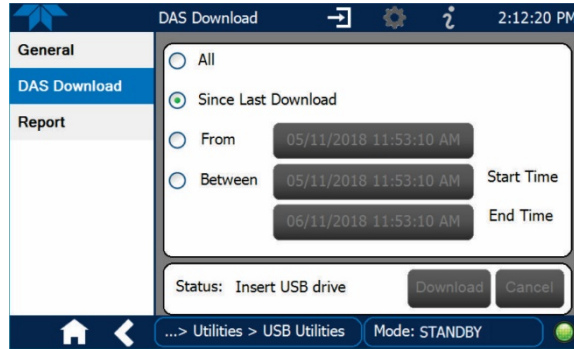 DAS Download 2:12:20 PM
General
DAS Download
Report
All
Since Last Download
From 05/11/2018 11:53:10 AM
Between 05/11/2018 11:53:10 AM Start Time
06/11/2018 11:53:10 AM End Time
Status: Insert USB drive Download Cancel
...> Utilities > USB Utilities Mode: STANDBY